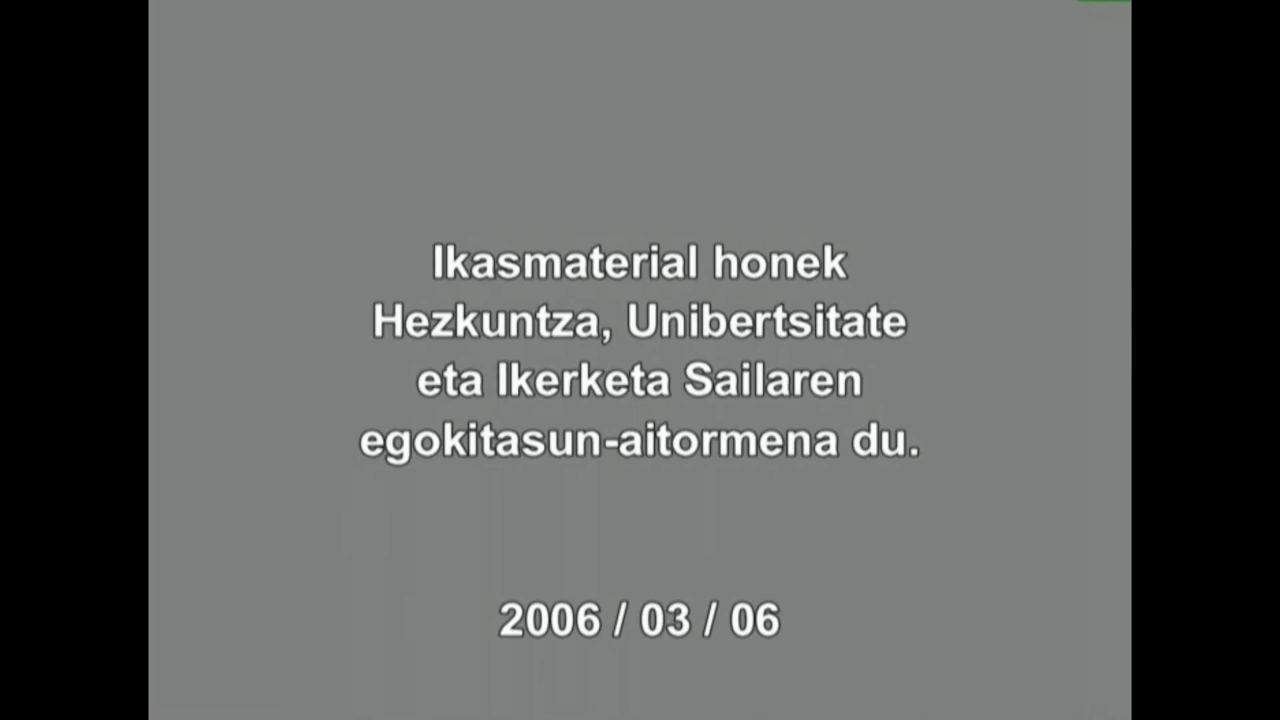 Ikasmaterial honek
Hezkuntza, Unibertsitate
eta Ikerketa Sailaren
egokitasun-aitormena du.
2006 / 03 / 06